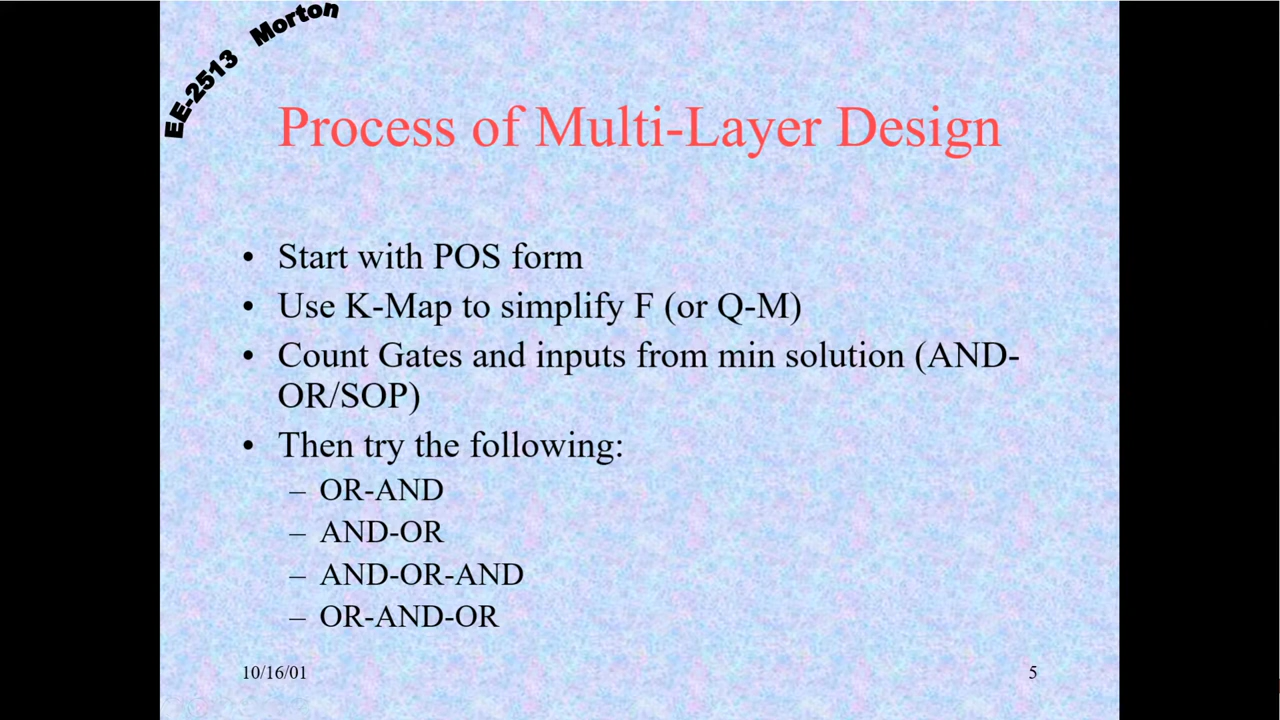 EE-2513 Morton
Process of Multi-Layer Design
• Start with POS form
• Use K-Map to simplify F (or Q-M)
• Count Gates and inputs from min solution (AND-
OR/SOP)
• Then try the following:
– OR-AND
– AND-OR
– AND-OR-AND
– OR-AND-OR
10/16/01
5